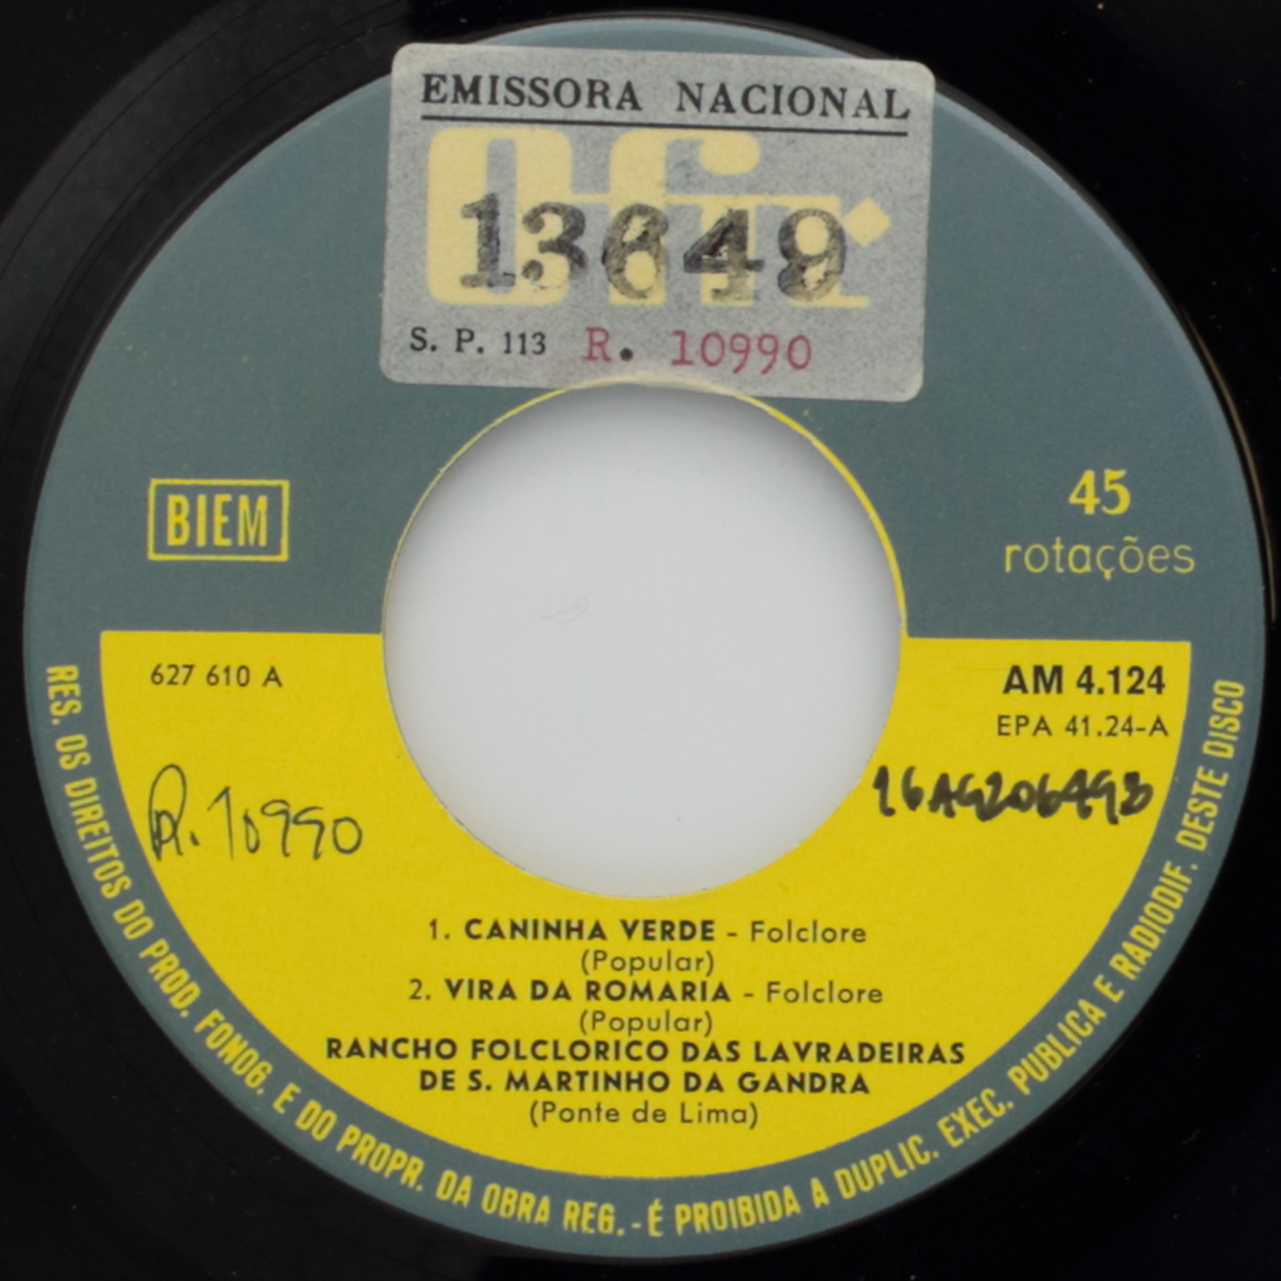 EMISSORA NACIONAL
Ofir
13649
S. P. 113 R. 10990
BIEM
45
rotações
627 610 A
AM 4.124
EPA 41.24-A
R. 10990
1. CANINHA VERDE - Folclore
(Popular)
2. VIRA DA ROMARIA - Folclore
(Popular)
RANCHO FOLCLORICO DAS LAVRADEIRAS
DE S. MARTINHO DA GANDRA
(Ponte de Lima)
RES. OS DIREITOS DO PROD. FONOG. E DO PROPR. DA OBRA REG. - É PROIBIDA A DUPLIC. EXEC. PUBLICA E RADIODIF. DESTE DISCO